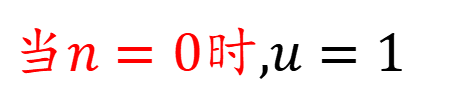 当n = 0时,u = 1